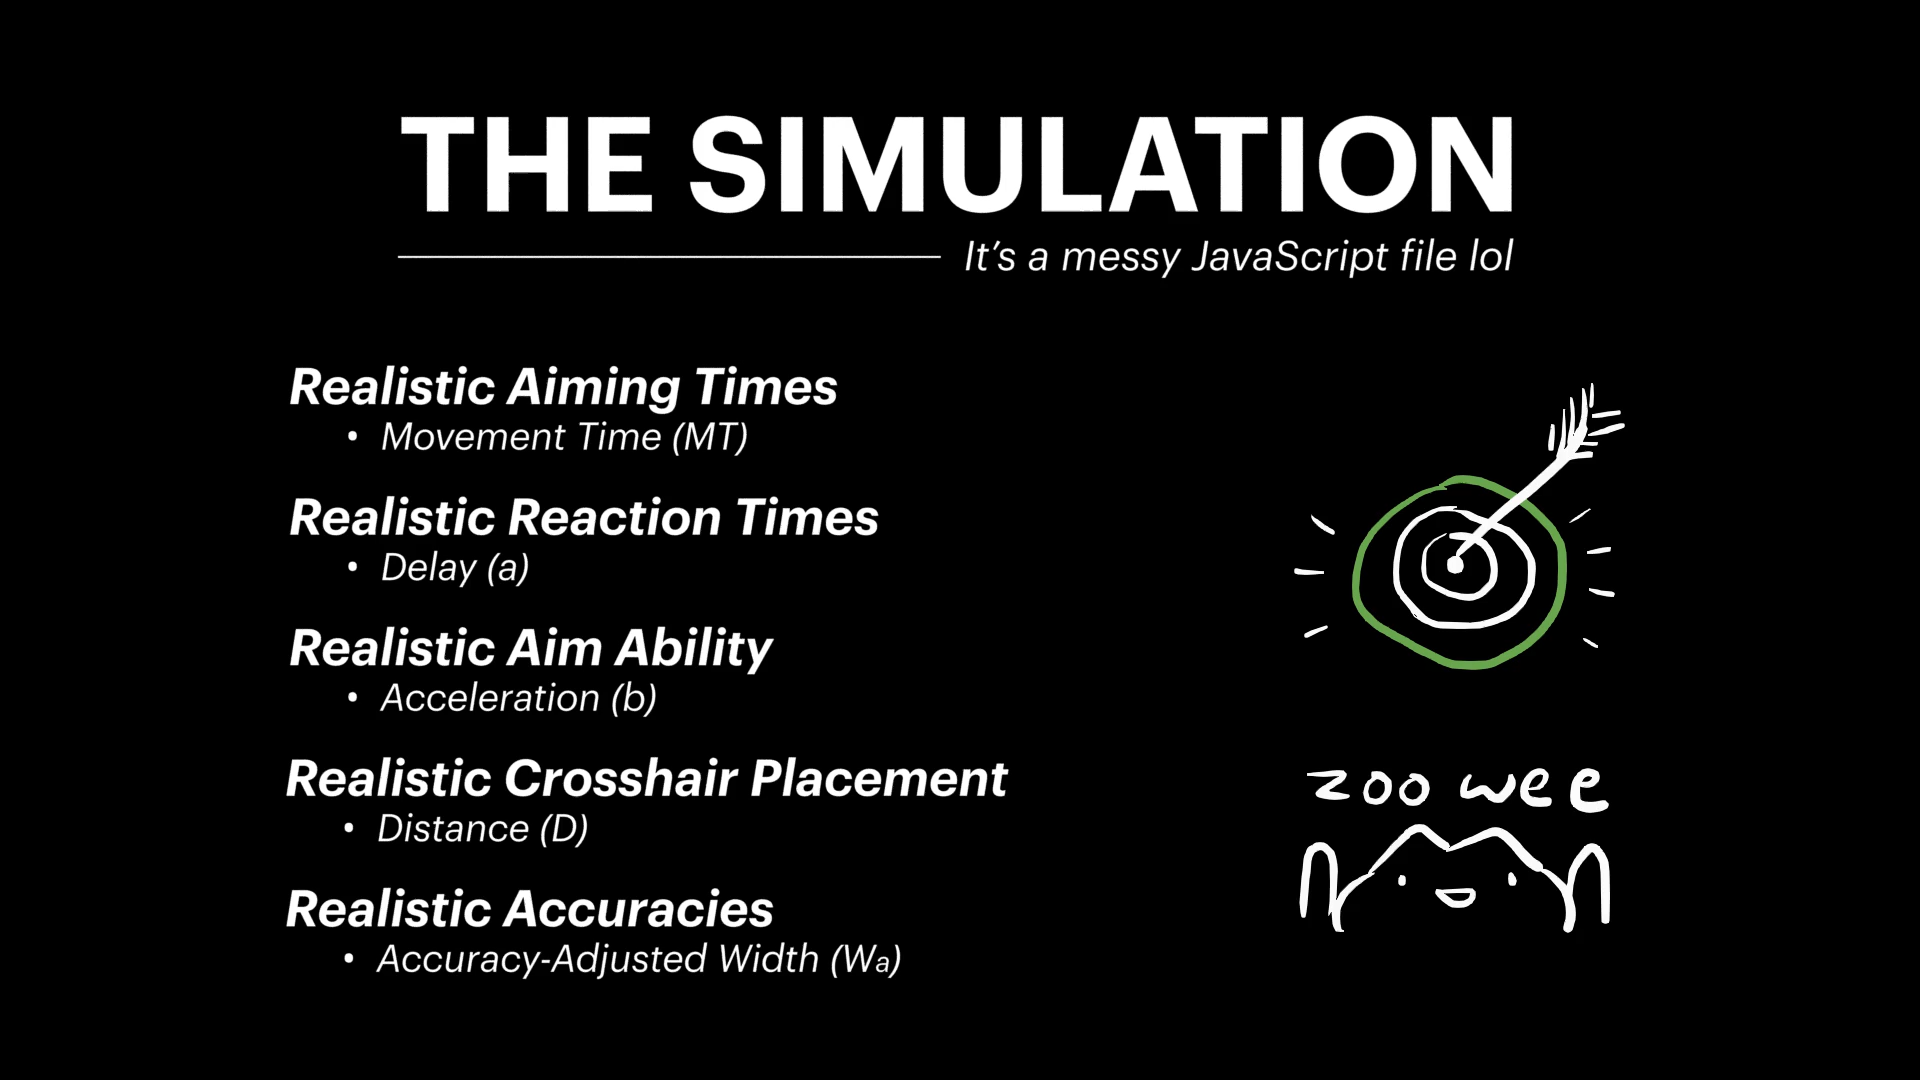 THE SIMULATION
It's a messy JavaScript file lol
Realistic Aiming Times
• Movement Time (MT)
Realistic Reaction Times
• Delay (a)
Realistic Aim Ability
• Acceleration (b)
Realistic Crosshair Placement
• Distance (D)
Realistic Accuracies
• Accuracy-Adjusted Width (Wa)
zoo wee